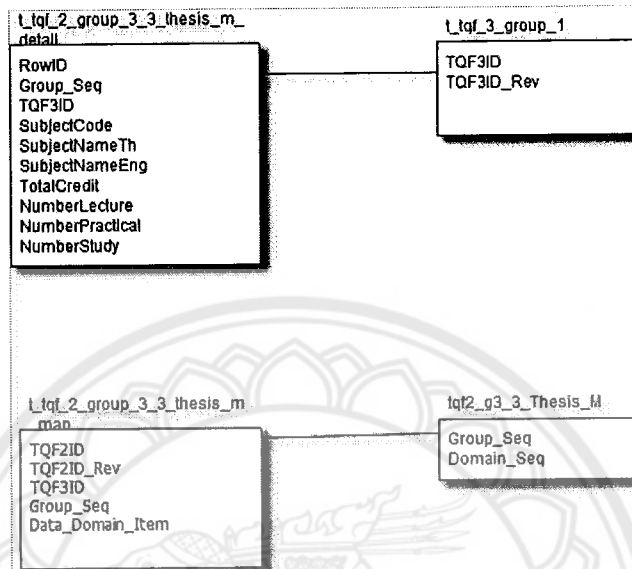 t_tqf_2_group_3_3_thesis_m_
detail
RowID
Group_Seq
TQF3ID
SubjectCode
SubjectNameTh
SubjectNameEng
TotalCredit
NumberLecture
NumberPractical
NumberStudy
t_tqf_3_group_1
TQF3ID
TQF3ID_Rev
t_tqf_2_group_3_3_thesis_m
_map
TQF2ID
TQF2ID_Rev
TQF3ID
Group_Seq
Data_Domain_Item
tqf2_g3_3_Thesis_M
Group_Seq
Domain_Seq